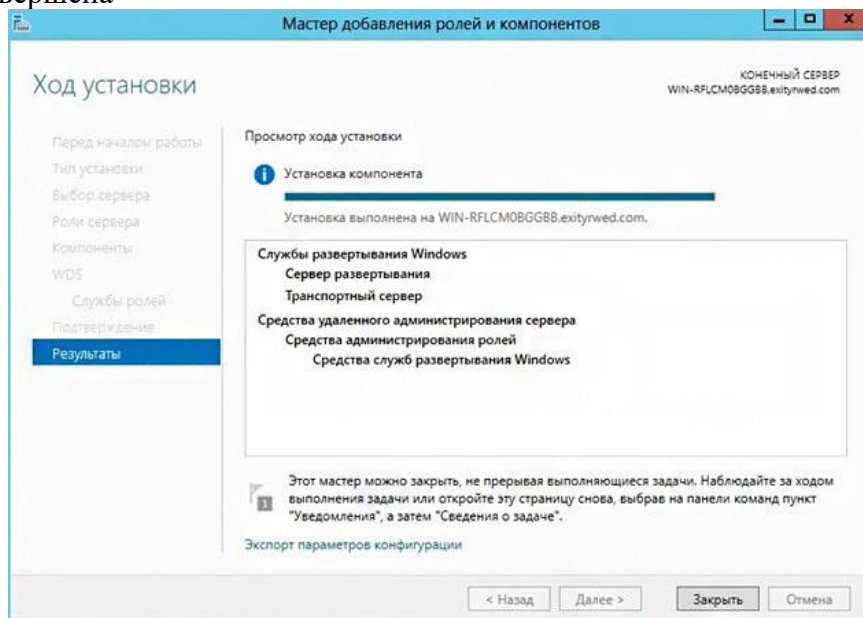 Мастер добавления ролей и компонентов
Ход установки
КОНЕЧНЫЙ СЕРВЕР
WIN-RFLCM0BGGBB.exityrwed.com
Перед началом работы
Тип установки
Выбор сервера
Роли сервера
Компоненты
WDS
Службы ролей
Подтверждение
Результаты
Просмотр хода установки
Установка компонента
Установка выполнена на WIN-RFLCM0BGGBB.exityrwed.com.
Службы развертывания Windows
Сервер развертывания
Транспортный сервер
Средства удаленного администрирования сервера
Средства администрирования ролей
Средства служб развертывания Windows
1
Этот мастер можно закрыть, не прерывая выполняющиеся задачи. Наблюдайте за ходом
выполнения задачи или откройте эту страницу снова, выбрав на панели команд пункт
"Уведомления", а затем "Сведения о задаче".
Экспорт параметров конфигурации
< Назад Далее > Закрыть Отмена